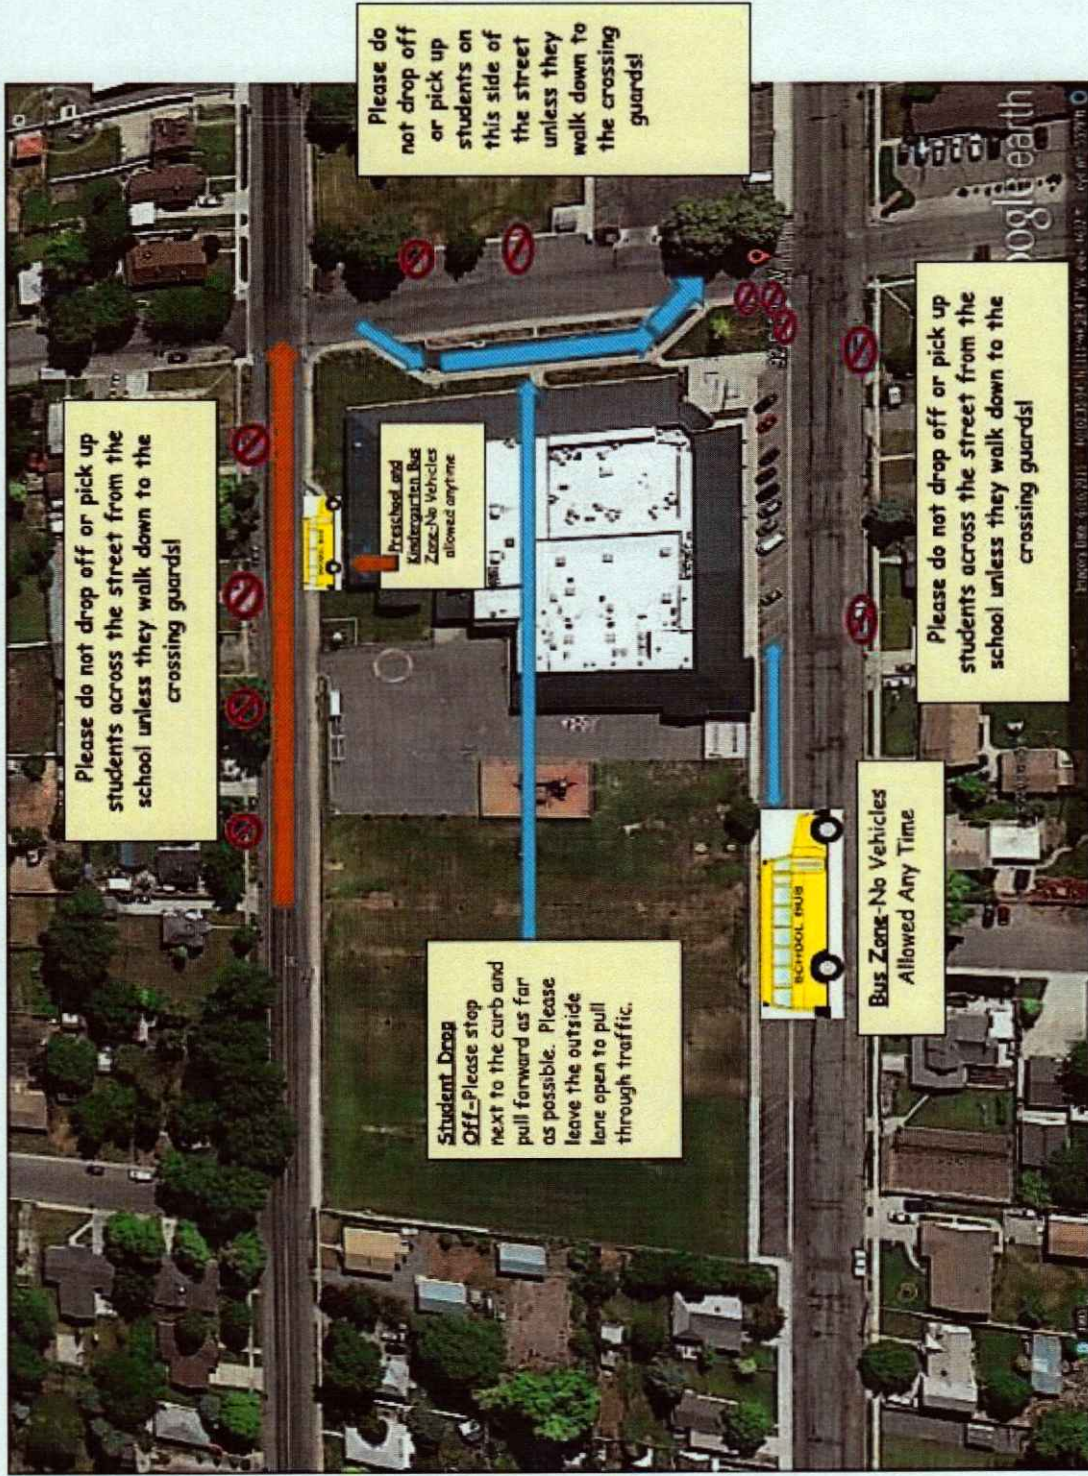 Please do not drop off or pick up
students across the street from the
school unless they walk down to the
crossing guards!
Please do
not drop off
or pick up
students on
this side of
the street
unless they
walk down to
the crossing
guards!
Preschool and
Kindergarten Bus
Zone-No Vehicles
allowed anytime
Student Drop
Off-Please stop
next to the curb and
pull forward as far
as possible. Please
leave the outside
lane open to pull
through traffic.
SCHOOL BUS
Bus Zone-No Vehicles
Allowed Any Time
Please do not drop off or pick up
students across the street from the
school unless they walk down to the
crossing guards!
ogle earth